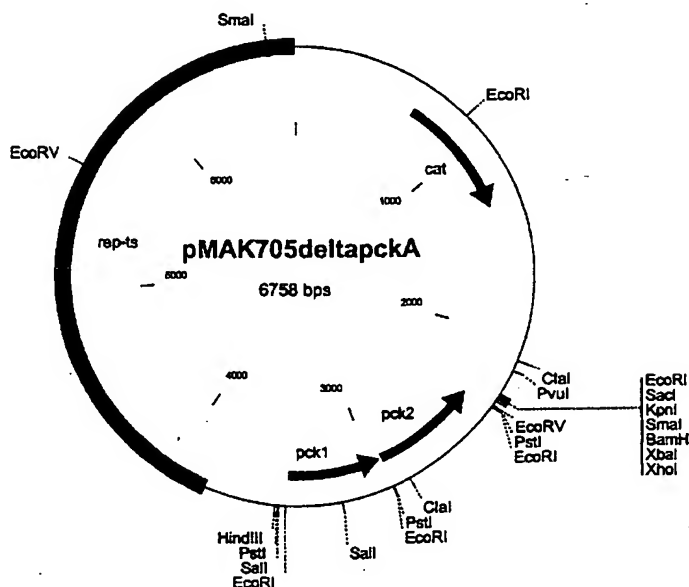 SmaI
EcoRI
EcoRV
6000
cat
1000
rep-ts
pMAK705deltapckA
5000
6758 bps
2000
4000
3000
pck2
pck1
ClaI
PvuI
EcoRI
SacI
KpnI
SmaI
BamHI
XbaI
XhoI
EcoRV
PstI
EcoRI
ClaI
PstI
EcoRI
SalI
HindIII
PstI
SalI
EcoRI